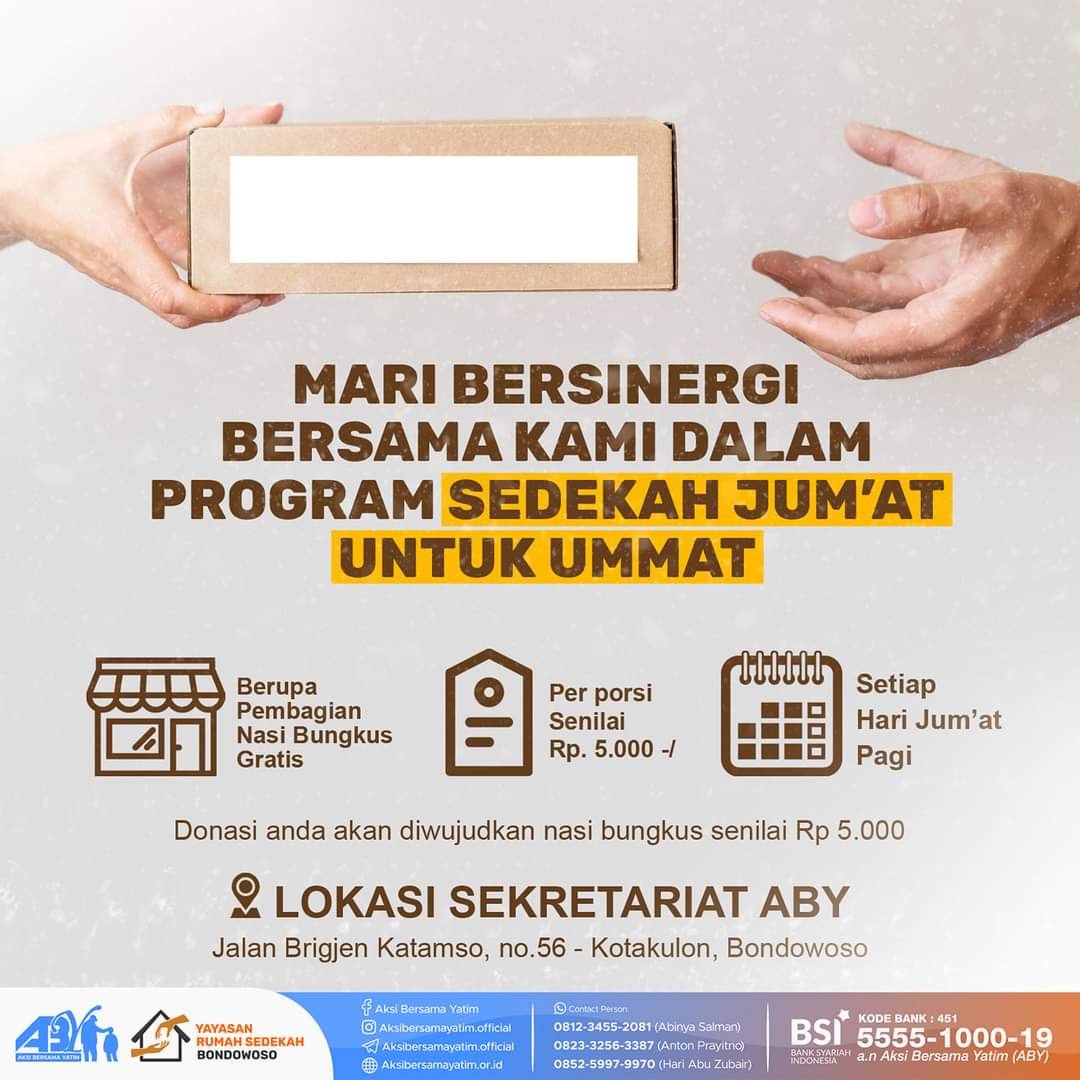 MARI BERSINERGI
BERSAMA KAMI DALAM
PROGRAM SEDEKAH JUM'AT
UNTUK UMMAT
Berupa
Pembagian
Nasi Bungkus
Gratis
Per porsi
Senilai
Rp. 5.000 -/
Setiap
Hari Jum'at
Pagi
Donasi anda akan diwujudkan nasi bungkus senilai Rp 5.000
LOKASI SEKRETARIAT ABY
Jalan Brigjen Katamso, no.56 - Kotakulon, Bondowoso
ABY
AKSI BERSAMA YATIM
YAYASAN
RUMAH SEDEKAH
BONDOWOSO
Aksi Bersama Yatim
Aksibersamayatim.official
Aksibersamayatim.official
Aksibersamayatim.or.id
Contact Person:
0812-3455-2081 (Abinya Salman)
0823-3256-3387 (Anton Prayitno)
0852-5997-9970 (Hari Abu Zubair)
BSI
BANK SYARIAH
INDONESIA
KODE BANK : 451
5555-1000-19
a.n Aksi Bersama Yatim (ABY)